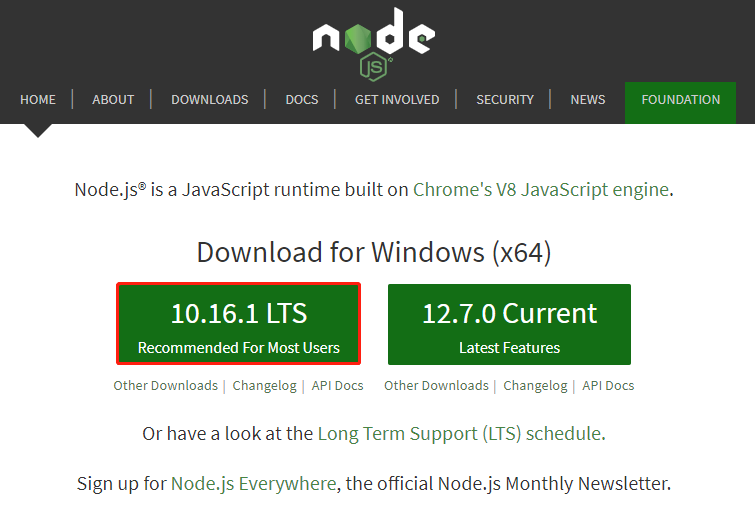 node
JS
HOME | ABOUT | DOWNLOADS | DOCS | GET INVOLVED | SECURITY | NEWS FOUNDATION
Node.js® is a JavaScript runtime built on Chrome's V8 JavaScript engine.
Download for Windows (x64)
10.16.1 LTS
Recommended For Most Users
12.7.0 Current
Latest Features
Other Downloads | Changelog | API Docs
Other Downloads | Changelog | API Docs
Or have a look at the Long Term Support (LTS) schedule.
Sign up for Node.js Everywhere, the official Node.js Monthly Newsletter.